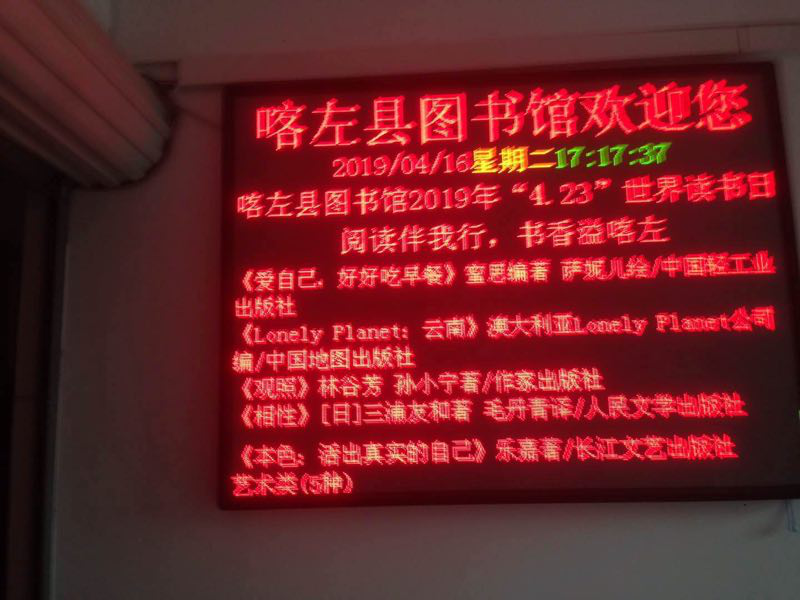 喀左县图书馆欢迎您
2019/04/16星期二17:17:37
喀左县图书馆2019年“4.23”世界读书日
阅读伴我行，书香溢喀左
《爱自己，好好吃早餐》蜜思编著 萨妮儿绘/中国轻工业
出版社
《Lonely Planet：云南》澳大利亚Lonely Planet公司
编/中国地图出版社
《观照》林谷芳 孙小宁著/作家出版社
《相性》[日]三浦友和著 毛丹青译/人民文学出版社
《本色：活出真实的自己》乐嘉著/长江文艺出版社
艺术类(5种)